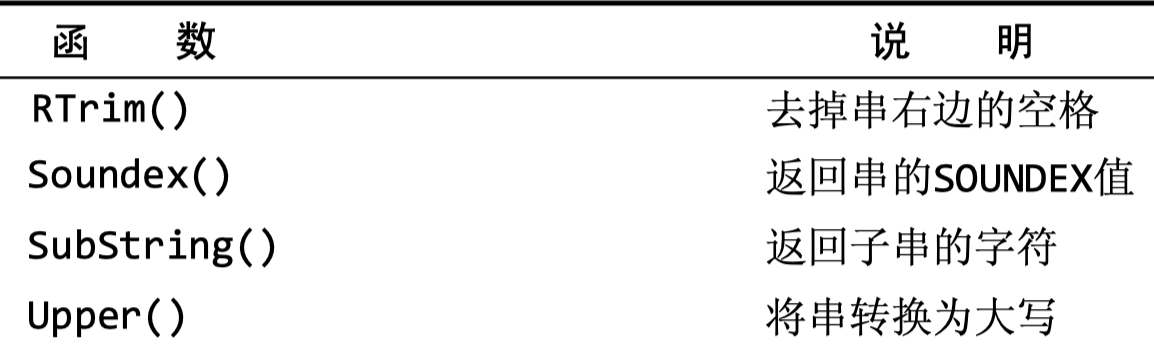 函 数 说 明
RTrim() 去掉串右边的空格
Soundex() 返回串的SOUNDEX值
SubString() 返回子串的字符
Upper() 将串转换为大写